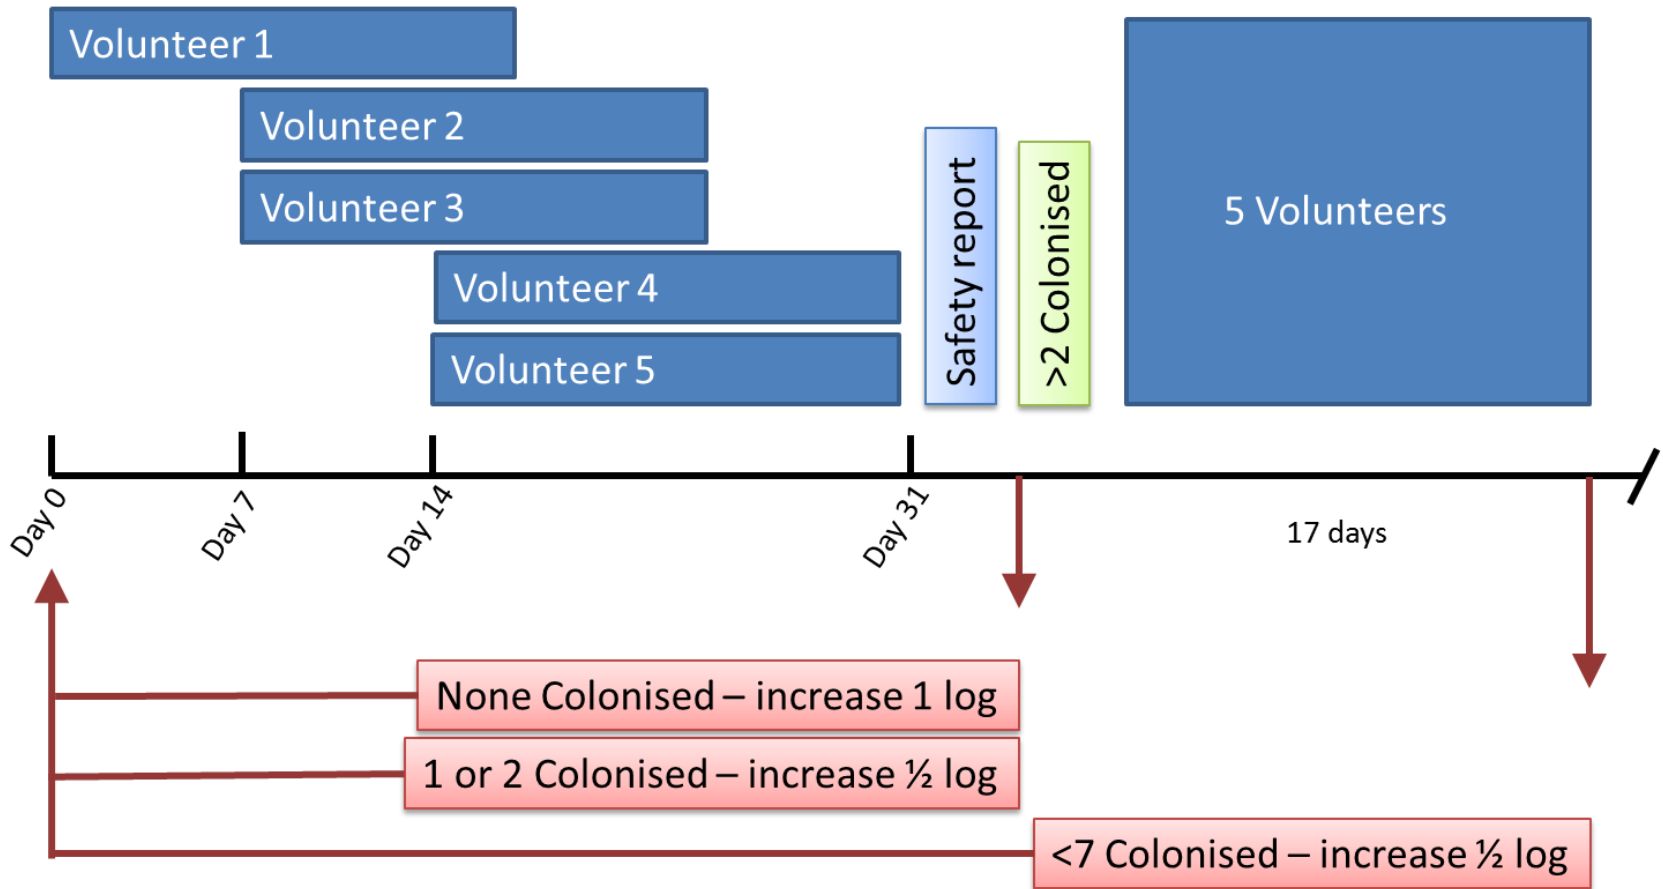 Volunteer 1
Volunteer 2
Volunteer 3
Volunteer 4
Volunteer 5
Safety report
>2 Colonised
5 Volunteers
Day 0
Day 7
Day 14
Day 31
17 days
None Colonised – increase 1 log
1 or 2 Colonised – increase ½ log
<7 Colonised – increase ½ log